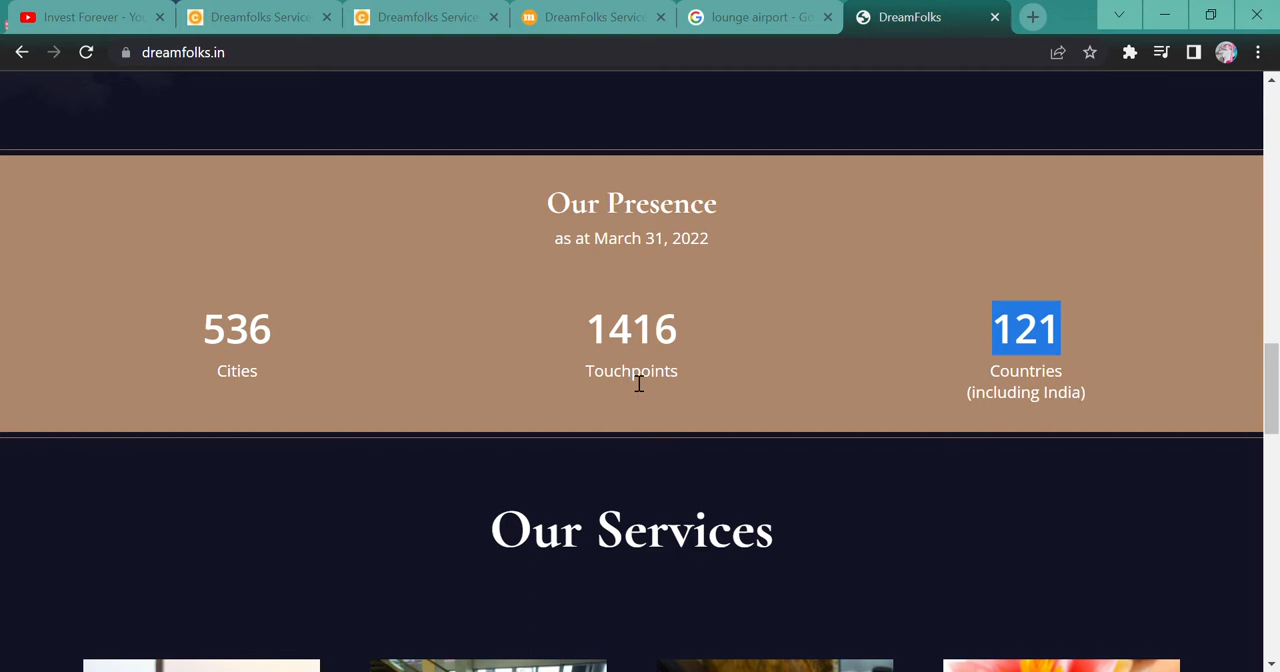 Invest Forever - Yo
Dreamfolks Service
Dreamfolks Service
DreamFolks Servic
lounge airport - Go
DreamFolks
dreamfolks.in
Our Presence
as at March 31, 2022
536
1416
121
Cities
Touchpoints
Countries
(including India)
Our Services